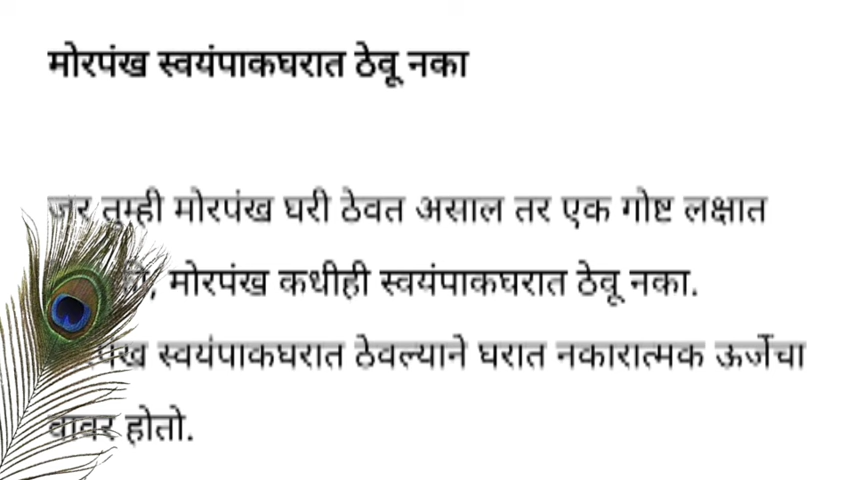 मोरपंख स्वयंपाकघरात ठेवू नका
जर तुम्ही मोरपंख घरी ठेवत असाल तर एक गोष्ट लक्षात
मोरपंख कधीही स्वयंपाकघरात ठेवू नका.
स्वयंपाकघरात ठेवल्याने घरात नकारात्मक ऊर्जेचा
वावर होतो.